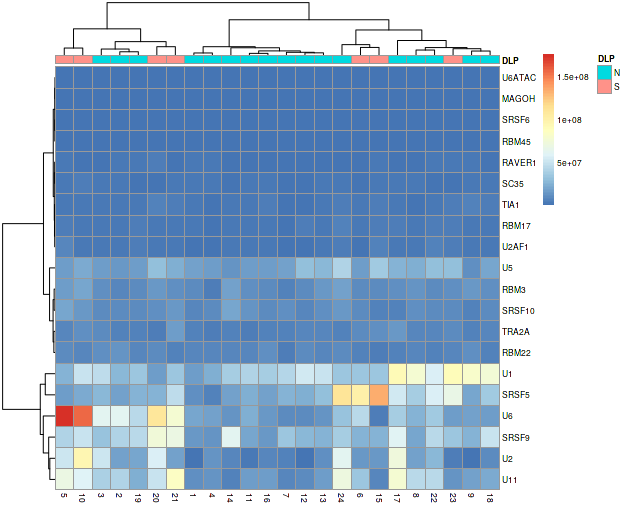 DLP
U6ATAC
MAGOH
SRSF6
RBM45
RAVER1
SC35
TIA1
RBM17
U2AF1
U5
RBM3
SRSF10
TRA2A
RBM22
U1
SRSF5
U6
SRSF9
U2
U11
5 10 3 2 19 20 21 1 4 14 11 16 7 12 13 24 6 15 17 8 22 23 9 18
1.5e+08
1e+08
5e+07
DLP
N
S